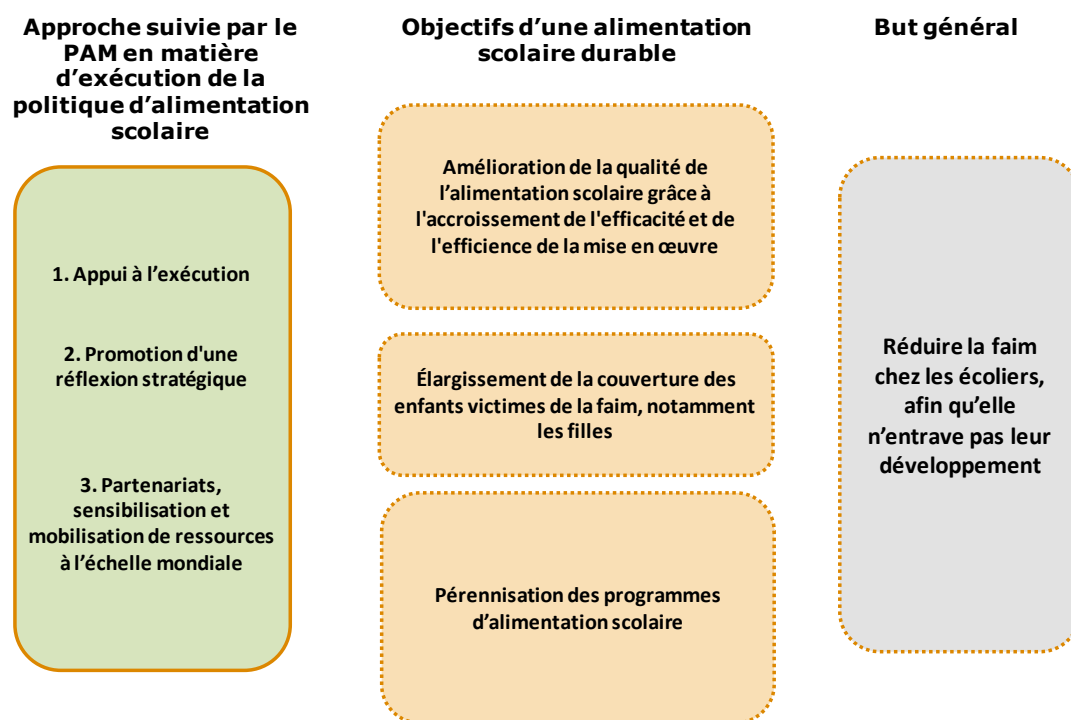 Approche suivie par le
PAM en matière
d’exécution de la
politique d’alimentation
scolaire
1. Appui à l’exécution
2. Promotion d'une
réflexion stratégique
3. Partenariats,
sensibilisation et
mobilisation de ressources
à l’échelle mondiale
Objectifs d’une alimentation
scolaire durable
Amélioration de la qualité de
l’alimentation scolaire grâce à
l'accroissement de l'efficacité et de
l'efficience de la mise en œuvre
Élargissement de la couverture des
enfants victimes de la faim, notamment
les filles
Pérennisation des programmes
d’alimentation scolaire
But général
Réduire la faim
chez les écoliers,
afin qu’elle
n’entrave pas leur
développement